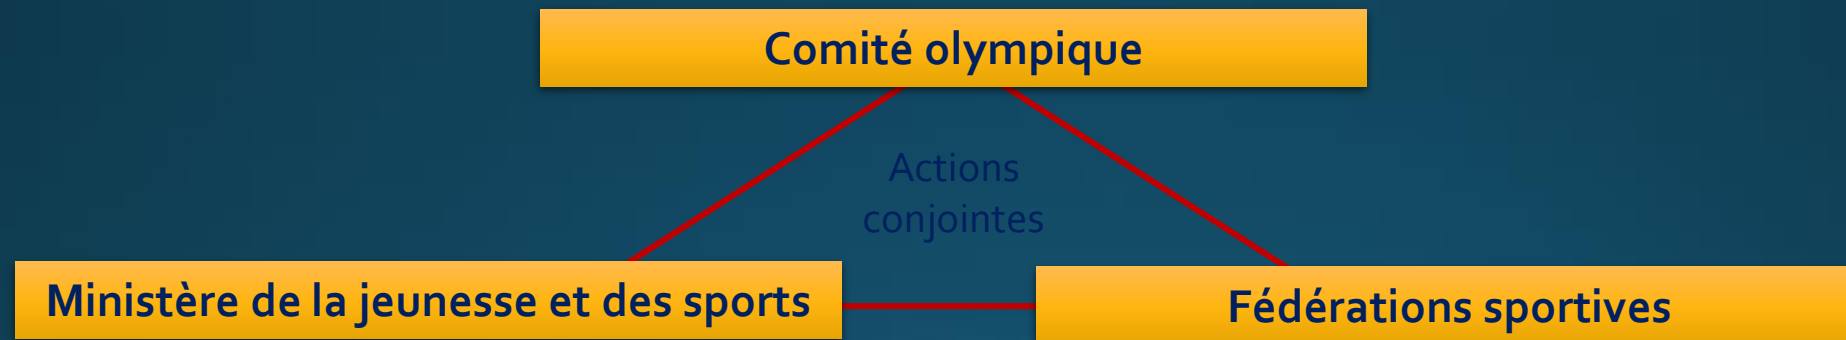 Comité olympique
Actions
conjointes
Ministère de la jeunesse et des sports
Fédérations sportives